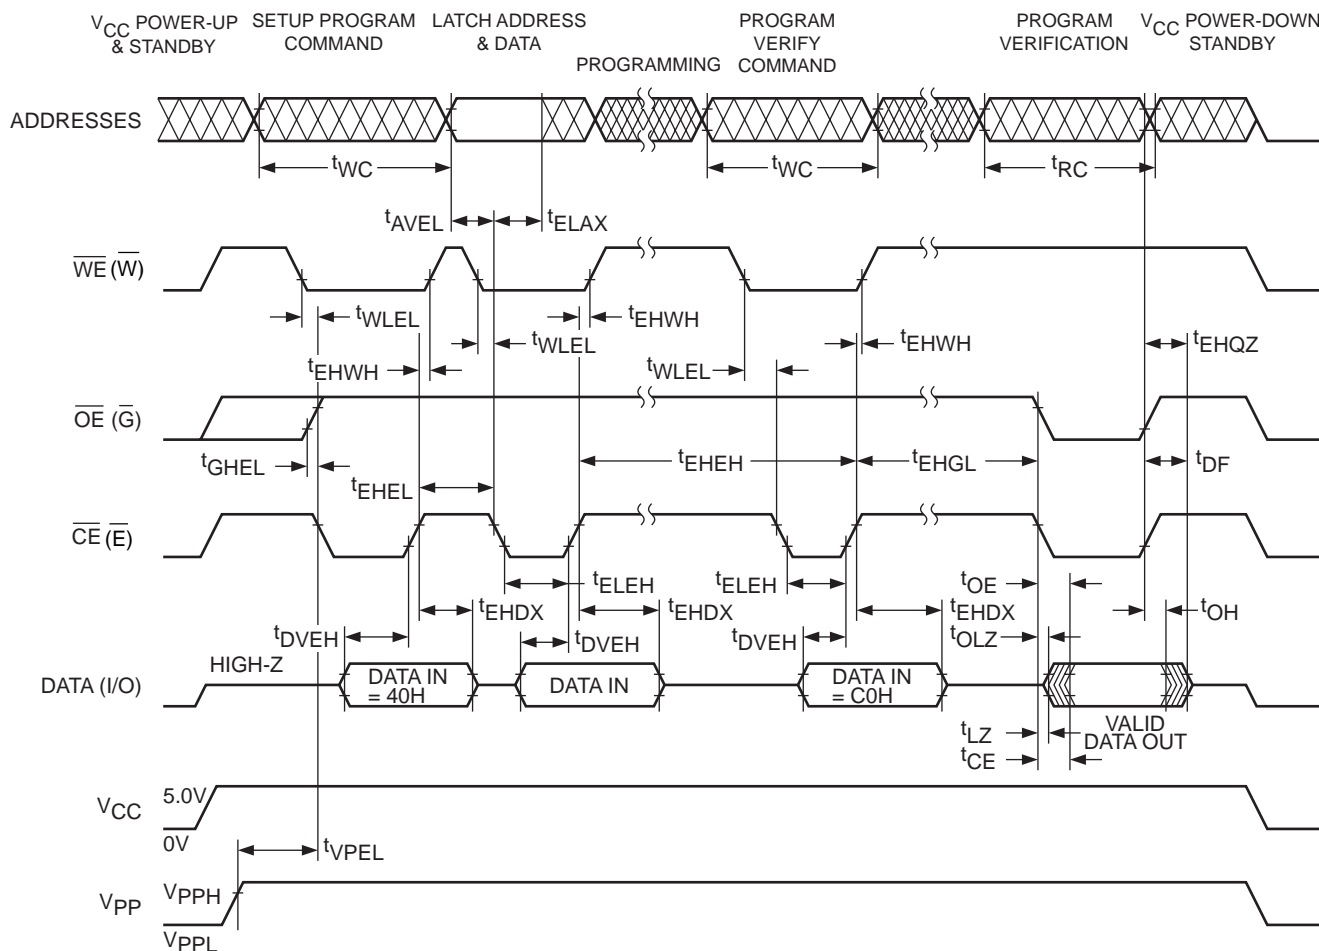 VCC POWER-UP
& STANDBY
SETUP PROGRAM
COMMAND
LATCH ADDRESS
& DATA
PROGRAMMING
PROGRAM
VERIFY
COMMAND
PROGRAM
VERIFICATION
VCC POWER-DOWN
STANDBY
ADDRESSES
tWC
tWC
tRC
tAVEL
tELAX
WE (W)
tWLEL
tEHWH
tWLEL
tEHWH
tEHQZ
tEHWH
tWLEL
OE (G)
tGHEL
tEHEH
tEHGL
tDF
tEHEL
CE (E)
tELEH
tELEH
tOE
tEHDX
tEHDX
tEHDX
tOH
tDVEH
tDVEH
tDVEH
tOLZ
HIGH-Z
DATA (I/O)
DATA IN
= 40H
DATA IN
DATA IN
= C0H
tLZ
VALID
DATA OUT
tCE
VCC
5.0V
0V
tVPEL
VPP
VPPH
VPPL